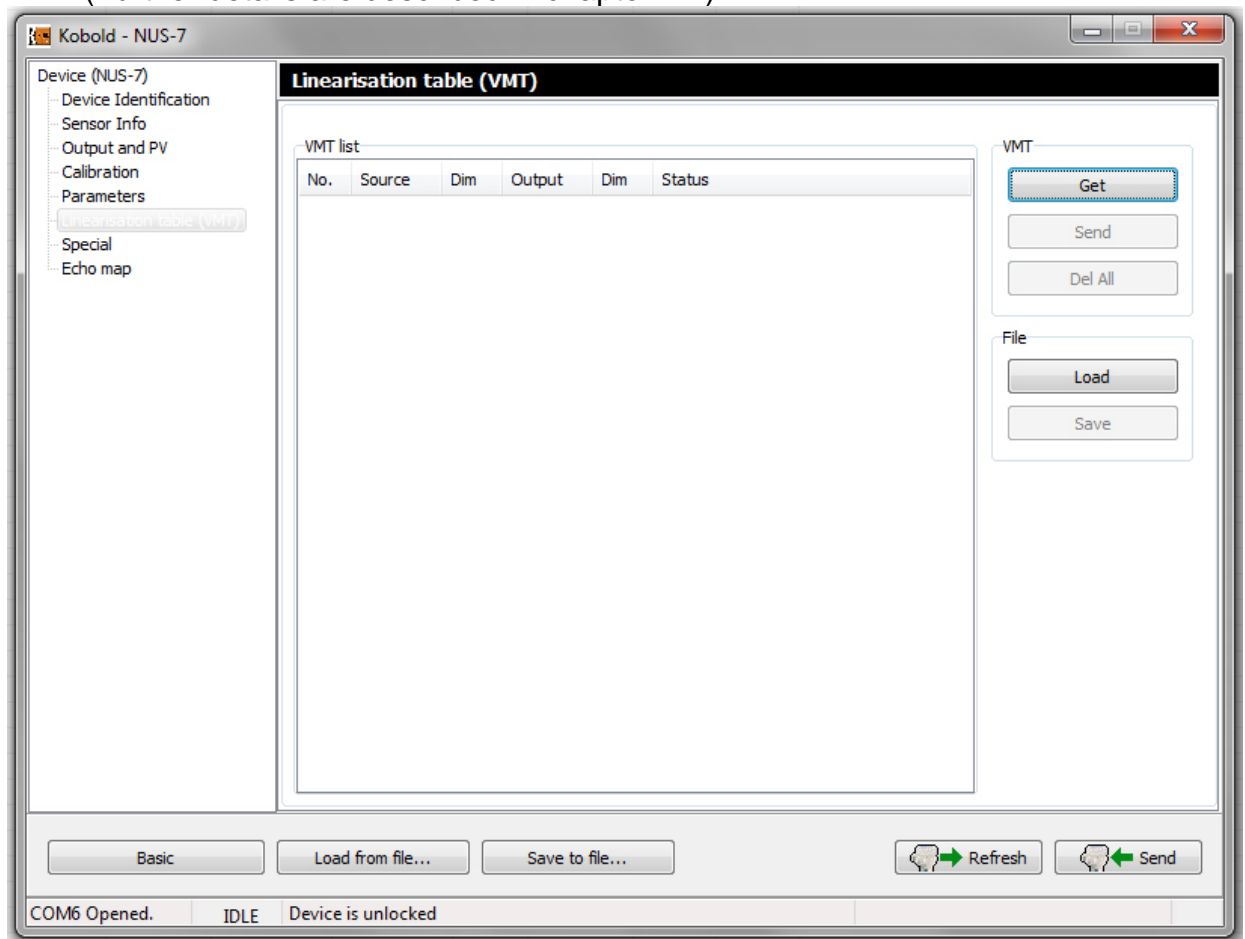 Kobold - NUS-7
Device (NUS-7)
Device Identification
Sensor Info
Output and PV
Calibration
Parameters
Linearisation table (VMT)
Special
Echo map
Linearisation table (VMT)
VMT list
No. Source Dim Output Dim Status
VMT
Get
Send
Del All
File
Load
Save
Basic
Load from file...
Save to file...
Refresh
Send
COM6 Opened.
IDLE
Device is unlocked